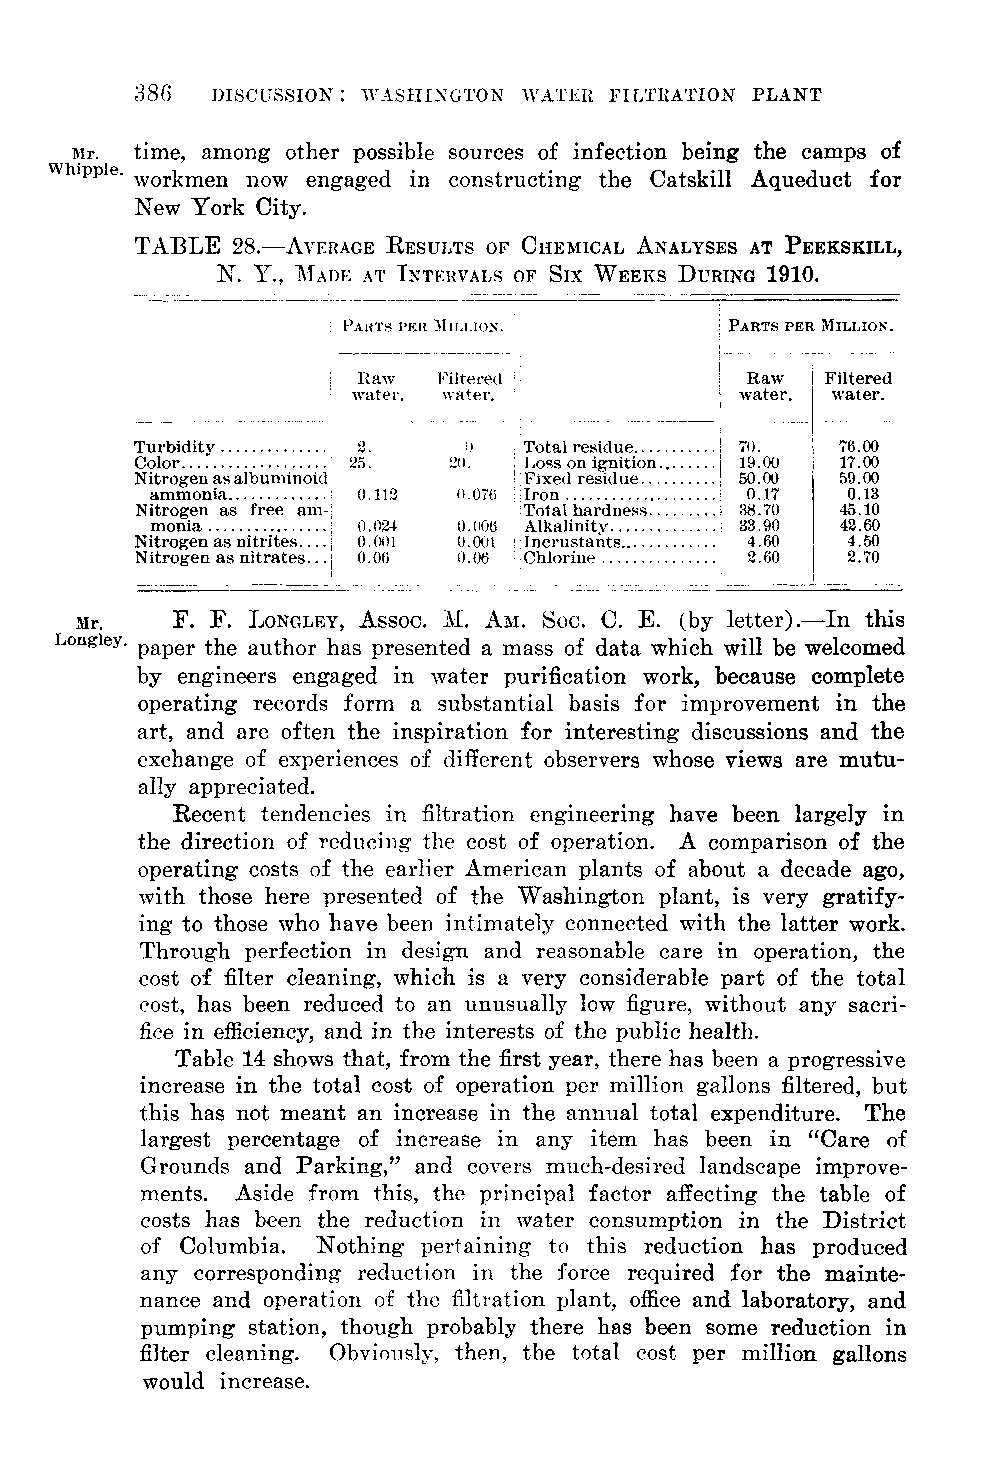 386 DISCUSSION: WASHINGTON WATER FILTRATION PLANT
Mr. Whipple.
time, among other possible sources of infection being the camps of
workmen now engaged in constructing the Catskill Aqueduct for
New York City.
TABLE 28.—AVERAGE RESULTS OF CHEMICAL ANALYSES AT PEEKSKILL,
N. Y., MADE AT INTERVALS OF SIX WEEKS DURING 1910.
PARTS PER MILLION. PARTS PER MILLION.
Raw Filtered Raw Filtered
water. water. water. water.
Turbidity.............. 2. 0 Total residue........... 70. 76.00
Color................... 25. 20. Loss on ignition........ 19.00 17.00
Nitrogen as albuminoid Fixed residue.......... 50.00 59.00
ammonia............. 0.112 0.076 Iron.................... 0.17 0.13
Nitrogen as free am- Total hardness......... 38.70 45.10
monia................ 0.024 0.006 Alkalinity.............. 33.90 42.60
Nitrogen as nitrites.... 0.001 0.001 Incrustants............. 4.60 4.50
Nitrogen as nitrates... 0.06 0.06 Chlorine............... 2.60 2.70
Mr. Longley.
F. F. LONGLEY, ASSOC. M. AM. SOC. C. E. (by letter).—In this
paper the author has presented a mass of data which will be welcomed
by engineers engaged in water purification work, because complete
operating records form a substantial basis for improvement in the
art, and are often the inspiration for interesting discussions and the
exchange of experiences of different observers whose views are mutu-
ally appreciated.
Recent tendencies in filtration engineering have been largely in
the direction of reducing the cost of operation. A comparison of the
operating costs of the earlier American plants of about a decade ago,
with those here presented of the Washington plant, is very gratify-
ing to those who have been intimately connected with the latter work.
Through perfection in design and reasonable care in operation, the
cost of filter cleaning, which is a very considerable part of the total
cost, has been reduced to an unusually low figure, without any sacri-
fice in efficiency, and in the interests of the public health.
Table 14 shows that, from the first year, there has been a progressive
increase in the total cost of operation per million gallons filtered, but
this has not meant an increase in the annual total expenditure. The
largest percentage of increase in any item has been in "Care of
Grounds and Parking," and covers much-desired landscape improve-
ments. Aside from this, the principal factor affecting the table of
costs has been the reduction in water consumption in the District
of Columbia. Nothing pertaining to this reduction has produced
any corresponding reduction in the force required for the mainte-
nance and operation of the filtration plant, office and laboratory, and
pumping station, though probably there has been some reduction in
filter cleaning. Obviously, then, the total cost per million gallons
would increase.